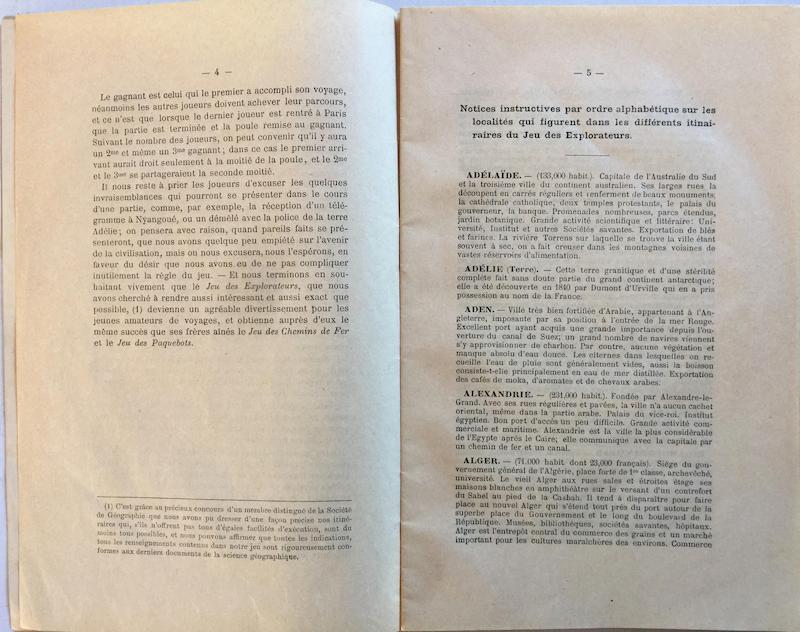 — 4 —
Le gagnant est celui qui le premier a accompli son voyage,
néanmoins les autres joueurs doivent achever leur parcours,
et ce n'est que lorsque le dernier joueur est rentré à Paris
que la partie est terminée et la poule remise au gagnant.
Suivant le nombre des joueurs, on peut convenir qu'il y aura
un 2me et même un 3me gagnant ; dans ce cas le premier arri-
vant aurait droit seulement à la moitié de la poule, et le 2me
et le 3me se partageraient la seconde moitié.
Il nous reste à prier les joueurs d'excuser les quelques
invraisemblances qui pourront se présenter dans le cours
d'une partie, comme, par exemple, la réception d'un télé-
gramme à Nyangoué, ou un démêlé avec la police de la terre
Adélie ; on pensera avec raison, quand pareils faits se pré-
senteront, que nous avons quelque peu empiété sur l'avenir
de la civilisation, mais on nous excusera, nous l'espérons, en
faveur du désir que nous avons eu de ne pas compliquer
inutilement la règle du jeu. — Et nous terminons en sou-
haitant vivement que le Jeu des Explorateurs, que nous
avons cherché à rendre aussi intéressant et aussi exact que
possible, (1) devienne un agréable divertissement pour les
jeunes amateurs de voyages, et obtienne auprès d'eux le
même succès que ses frères aînés le Jeu des Chemins de Fer
et le Jeu des Paquebots.
(1) C'est grâce au précieux concours d'un membre distingué de la Société
de Géographie que nous avons pu dresser d'une façon précise nos itiné-
raires qui, s'ils n'offrent pas tous d'égales facilités d'exécution, sont du
moins tous possibles, et nous pouvons affirmer que toutes les indications,
tous les renseignements contenus dans notre jeu sont rigoureusement con-
formes aux derniers documents de la science géographique.
— 5 —
Notices instructives par ordre alphabétique sur les
localités qui figurent dans les différents itinai-
raires du Jeu des Explorateurs.
ADÉLAÏDE. — (133,000 habit.). Capitale de l'Australie du Sud
et la troisième ville du continent australien. Ses larges rues la
découpent en carrés réguliers et renferment de beaux monuments,
la cathédrale catholique, deux temples protestants, le palais du
gouverneur, la banque. Promenades nombreuses, parcs étendus,
jardin botanique. Grande activité scientifique et littéraire : Uni-
versité, Institut et autres Sociétés savantes. Exportation de blés
et farines. La rivière Torrens sur laquelle se trouve la ville étant
souvent à sec, on a fait creuser dans les montagnes voisines de
vastes réservoirs d'alimentation.
ADÉLIE (Terre). — Cette terre granitique et d'une stérilité
complète fait sans doute partie du grand continent antarctique ;
elle a été découverte en 1840 par Dumont d'Urville qui en a pris
possession au nom de la France.
ADEN. — Ville très bien fortifiée d'Arabie, appartenant à l'An-
gleterre, imposante par sa position à l'entrée de la mer Rouge.
Excellent port ayant acquis une grande importance depuis l'ou-
verture du canal de Suez ; un grand nombre de navires viennent
s'y approvisionner de charbon. Par contre, aucune végétation et
manque absolu d'eau douce. Les citernes dans lesquelles on re-
cueille l'eau de pluie sont généralement vides, aussi la boisson
consiste-t-elle principalement en eau de mer distillée. Exportation
des cafés de moka, d'aromates et de chevaux arabes.
ALEXANDRIE. — (231,000 habit.). Fondée par Alexandre-le-
Grand. Avec ses rues régulières et pavées, la ville n'a aucun cachet
oriental, même dans la partie arabe. Palais du vice-roi. Institut
égyptien. Bon port d'accès un peu difficile. Grande activité com-
merciale et maritime. Alexandrie est la ville la plus considérable
de l'Egypte après le Caire ; elle communique avec la capitale par
un chemin de fer et un canal.
ALGER. — (71.000 habit. dont 23,000 français). Siège du gou-
vernement général de l'Algérie, place forte de 1re classe, archevêché,
université. Le vieil Alger aux rues sales et étroites étage ses
maisons blanches en amphithéâtre sur le versant d'un contrefort
du Sahel au pied de la Casbah. Il tend à disparaître pour faire
place au nouvel Alger qui s'étend tout près du port autour de la
superbe place du Gouvernement et le long du boulevard de la
République. Musées, bibliothèques, sociétés savantes, hôpitaux.
Alger est l'entrepôt central du commerce des grains et un marché
important pour les cultures maraîchères des environs. Commerce